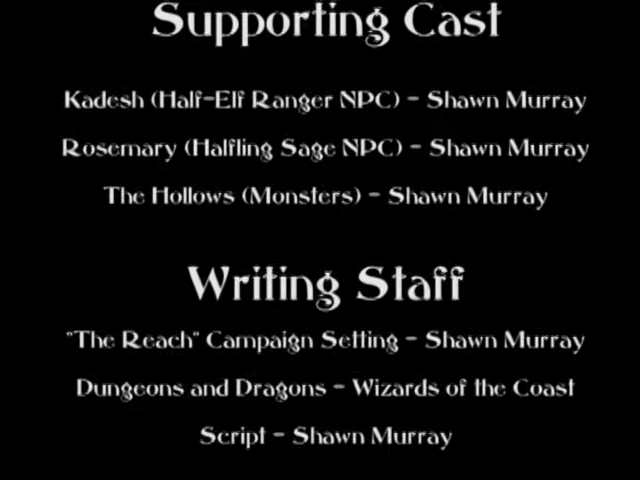 Supporting Cast
Kadesh (Half-Elf Ranger NPC) - Shawn Murray
Rosemary (Halfling Sage NPC) - Shawn Murray
The Hollows (Monsters) - Shawn Murray
Writing Staff
"The Reach" Campaign Setting - Shawn Murray
Dungeons and Dragons - Wizards of the Coast
Script - Shawn Murray